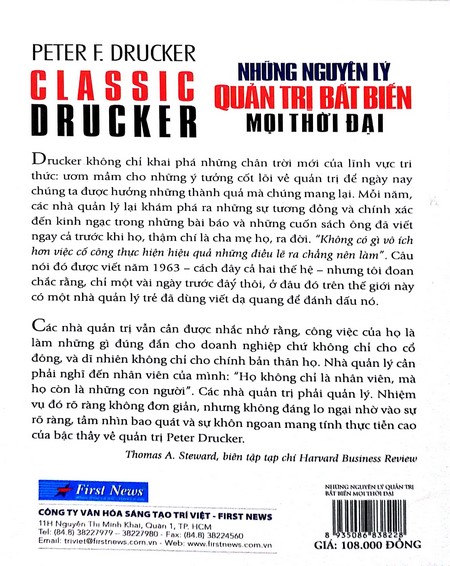 PETER F. DRUCKER
CLASSIC
DRUCKER
NHỮNG NGUYÊN LÝ
QUẢN TRỊ BẤT BIẾN
MỌI THỜI ĐẠI
Drucker không chỉ khai phá những chân trời mới của lĩnh vực tri
thức: ươm mầm cho những ý tưởng cốt lõi về quản trị để ngày nay
chúng ta được hưởng những thành quả mà chúng mang lại. Mỗi năm,
các nhà quản lý lại khám phá ra những sự tương đồng và chính xác
đến kinh ngạc trong những bài báo và những cuốn sách ông đã viết
ngay cả trước khi họ, thậm chí là cha mẹ họ, ra đời. "Không có gì vô ích
hơn việc cố công thực hiện hiệu quả những điều lẽ ra chẳng nên làm". Câu
nói đó được viết năm 1963 – cách đây cả hai thế hệ – nhưng tôi đoan
chắc rằng, chỉ một vài ngày trước đây thôi, ở đâu đó trên thế giới này
có một nhà quản lý trẻ đã dùng viết dạ quang để đánh dấu nó.
Các nhà quản trị vẫn cần được nhắc nhở rằng, công việc của họ là
làm những gì đúng đắn cho doanh nghiệp chứ không chỉ cho cổ
đông, và dĩ nhiên không chỉ cho chính bản thân họ. Nhà quản lý cần
phải nghĩ đến nhân viên của mình: "Họ không chỉ là nhân viên, mà
họ còn là những con người". Các nhà quản trị phải quản lý. Nhiệm
vụ đó rõ ràng không đơn giản, nhưng không đáng lo ngại nhờ vào sự
rõ ràng, tầm nhìn bao quát và sự khôn ngoan mang tính thực tiễn cao
của bậc thầy về quản trị Peter Drucker.
Thomas A. Steward, biên tập tạp chí Harvard Business Review
First News
CÔNG TY VĂN HÓA SÁNG TẠO TRÍ VIỆT - FIRST NEWS
11H Nguyễn Thị Minh Khai, Quận 1, TP. HCM
Tel: (84.8) 38227979 - 38227980 - Fax: (84.8) 38224560
Email: triviet@firstnews.com.vn - Web: www.firstnews.com.vn
NHỮNG NGUYÊN LÝ QUẢN TRỊ
BẤT BIẾN MỌI THỜI ĐẠI
8 935086 838228
GIÁ: 108.000 ĐỒNG